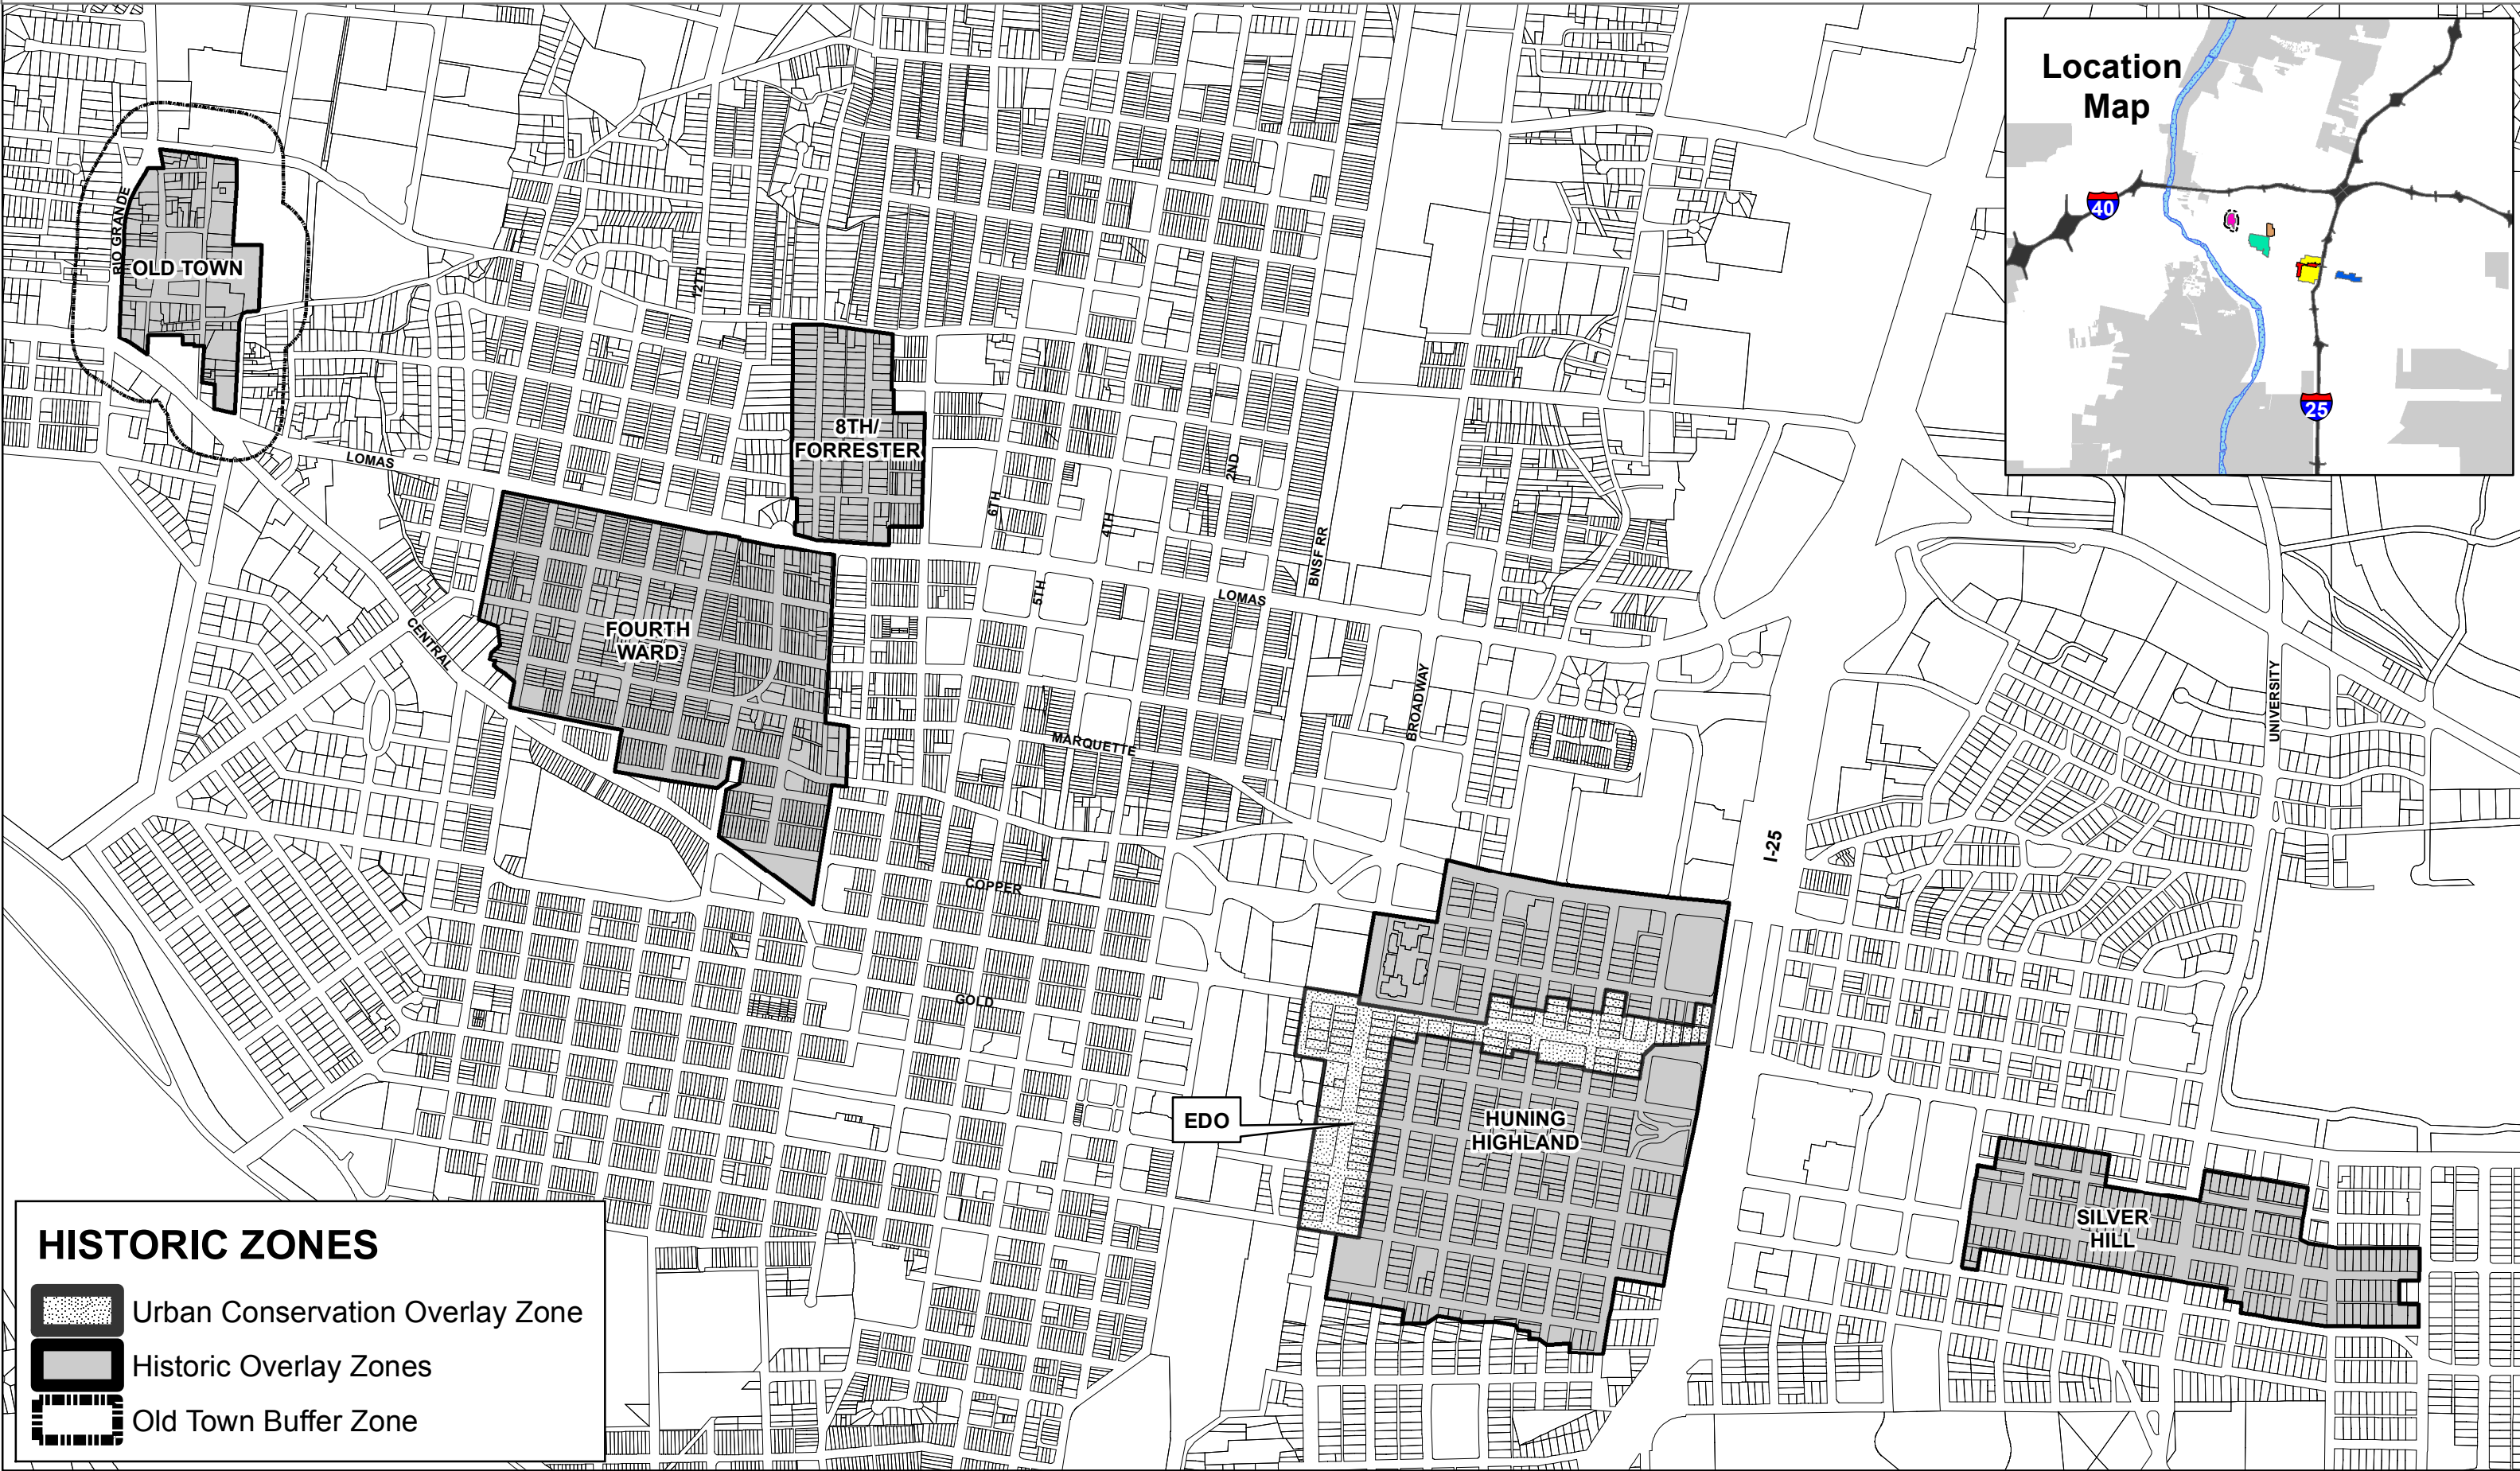 Location
Map
40
25
RIO GRANDE
OLD TOWN
12TH
8TH/
FORRESTER
LOMAS
2ND
6TH
4TH
BNSF RR
5TH
LOMAS
FOURTH
WARD
CENTRAL
BROADWAY
UNIVERSITY
MARQUETTE
I-25
COPPER
GOLD
EDO
HUNING
HIGHLAND
SILVER
HILL
HISTORIC ZONES
Urban Conservation Overlay Zone
Historic Overlay Zones
Old Town Buffer Zone